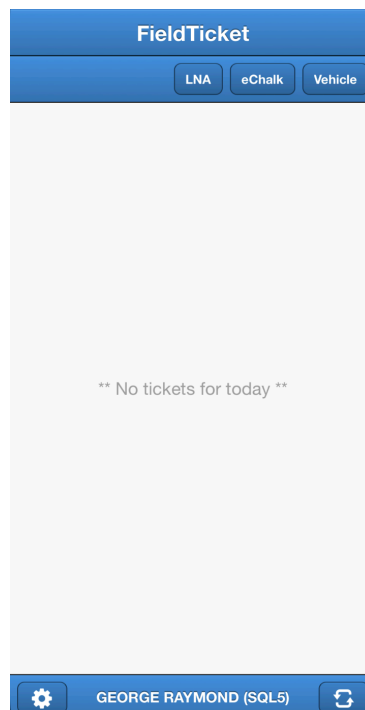 FieldTicket
LNA eChalk Vehicle
** No tickets for today **
GEORGE RAYMOND (SQL5)